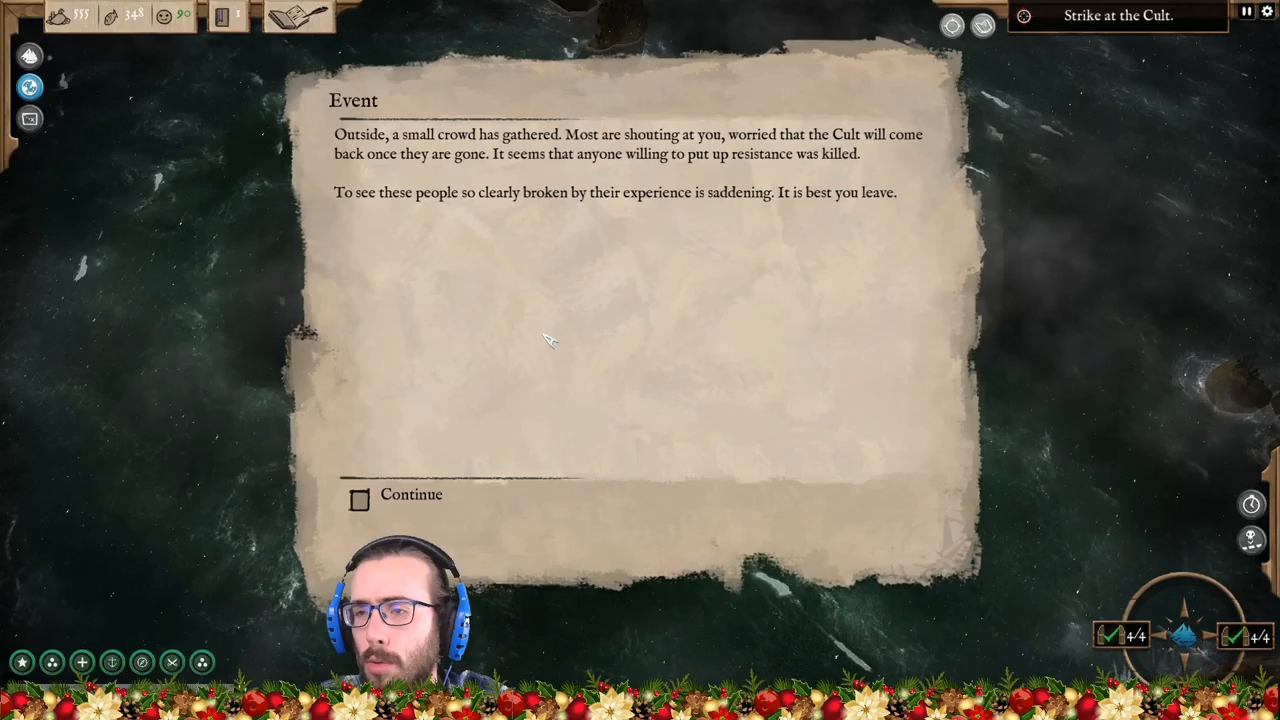 555 348 90 1
Strike at the Cult.
Event
Outside, a small crowd has gathered. Most are shouting at you, worried that the Cult will come
back once they are gone. It seems that anyone willing to put up resistance was killed.
To see these people so clearly broken by their experience is saddening. It is best you leave.
Continue
4/4 4/4